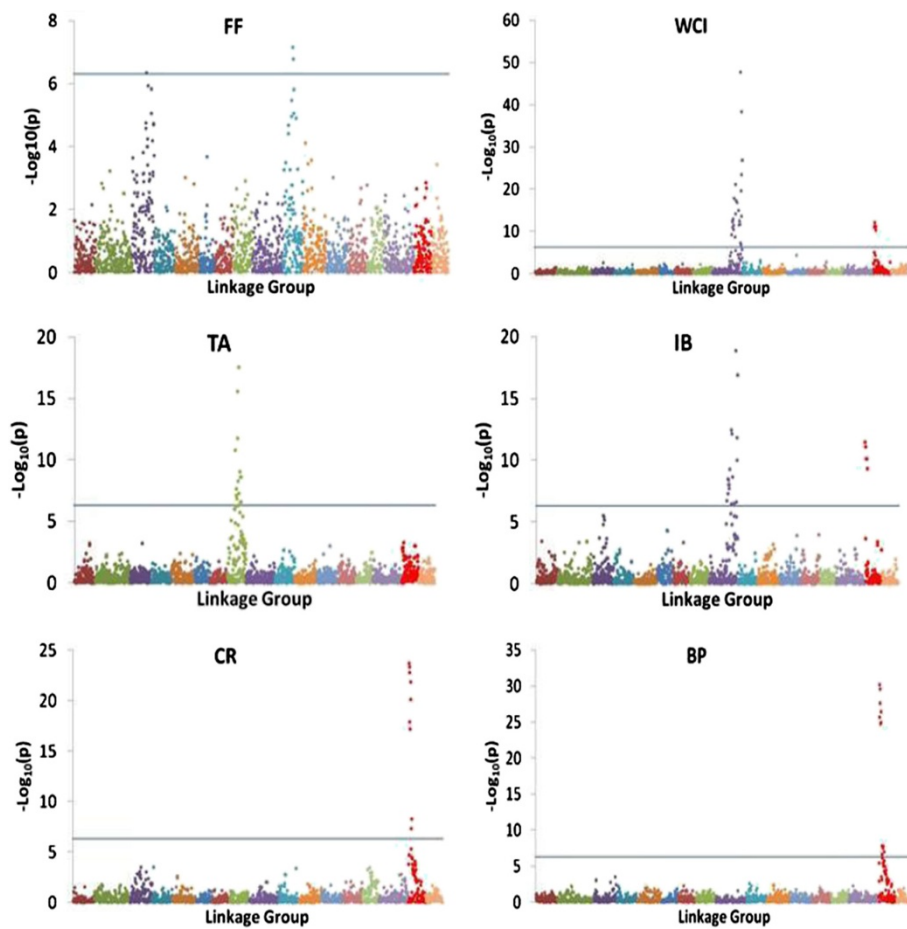 FF
-Log10(p)
8
6
4
2
0
Linkage Group
WCI
-Log₁₀(p)
60
50
40
30
20
10
0
Linkage Group
TA
-Log₁₀(p)
20
15
10
5
0
Linkage Group
IB
-Log₁₀(p)
20
15
10
5
0
Linkage Group
CR
-Log₁₀(p)
25
20
15
10
5
0
Linkage Group
BP
-Log₁₀(p)
35
30
25
20
15
10
5
0
Linkage Group